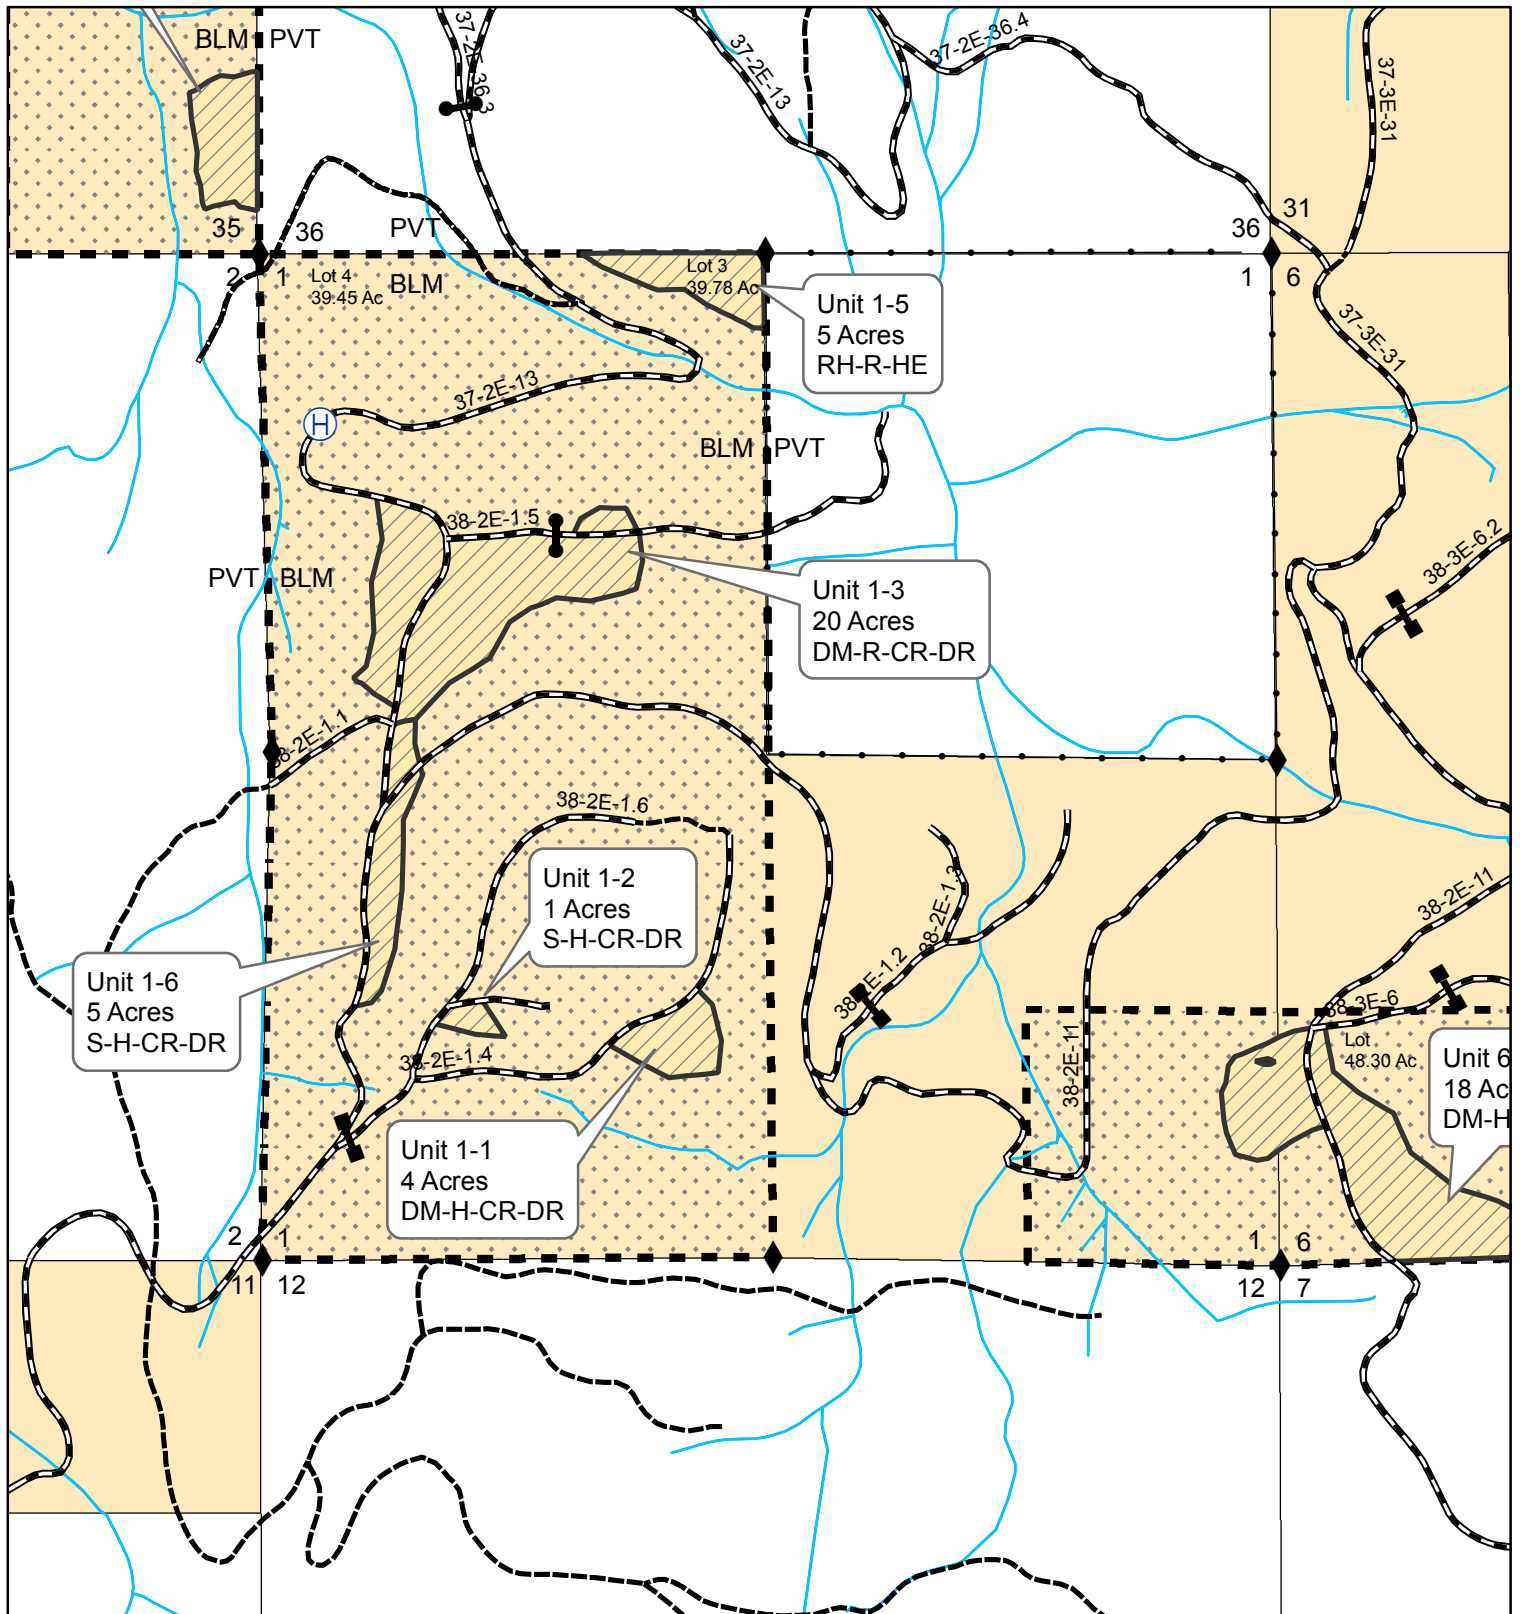 BLM PVT
37-2E-36.3
37-2E-13
37-2E-36.4
37-3E-31
35 36
PVT
36 31
2 1
Lot 4
39.45 Ac
BLM
Lot 3
39.78 Ac
1 6
Unit 1-5
5 Acres
RH-R-HE
37-3E-31
37-2E-13
H
BLM PVT
38-2E-1.5
38-3E-6.2
PVT BLM
Unit 1-3
20 Acres
DM-R-CR-DR
38-2E-1.1
38-2E-1.6
Unit 1-2
1 Acres
S-H-CR-DR
38-2E-1.3
38-2E-11
Unit 1-6
5 Acres
S-H-CR-DR
38-2E-1.2
38-2E-11
38-3E-6
Lot
48.30 Ac
38-2E-1.4
Unit 6
18 Ac
DM-H
Unit 1-1
4 Acres
DM-H-CR-DR
2 1
11 12
1 6
12 7